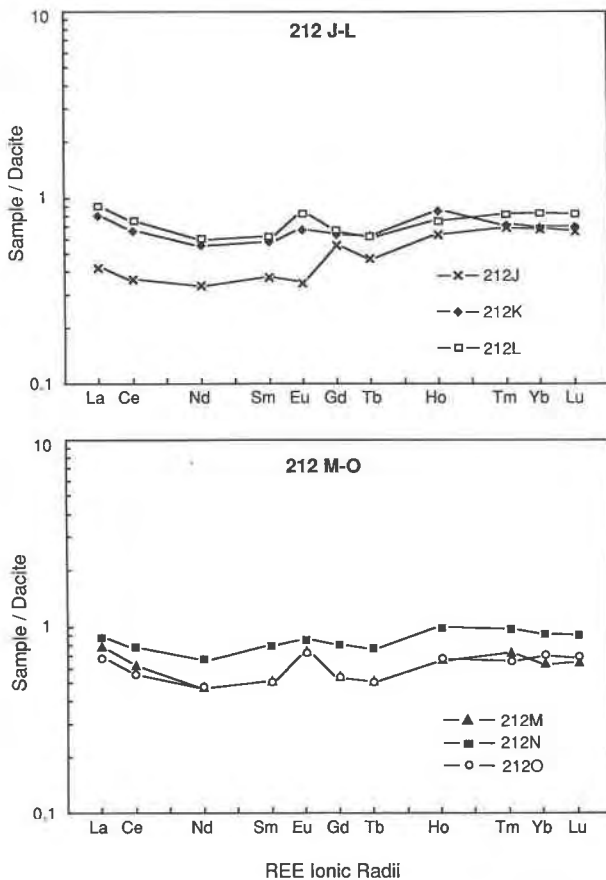 10
212 J-L
Sample / Dacite
1
212J
212K
212L
0.1
La Ce Nd Sm Eu Gd Tb Ho Tm Yb Lu
10
212 M-O
Sample / Dacite
1
212M
212N
212O
0.1
La Ce Nd Sm Eu Gd Tb Ho Tm Yb Lu
REE Ionic Radii